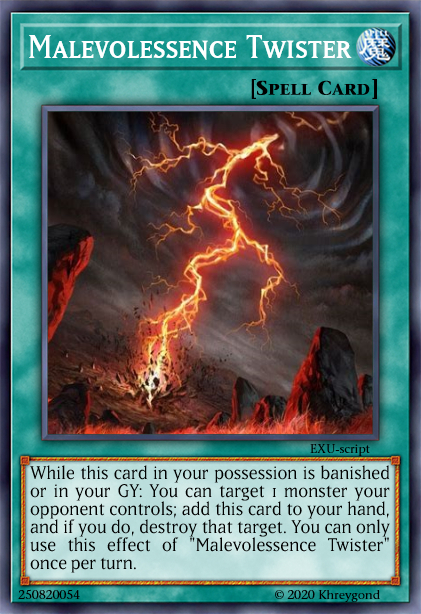 Malevolessence Twister
魔
[Spell Card]
EXU-script
While this card in your possession is banished
or in your GY: You can target 1 monster your
opponent controls; add this card to your hand,
and if you do, destroy that target. You can only
use this effect of "Malevolessence Twister"
once per turn.
250820054
© 2020 Khreygond